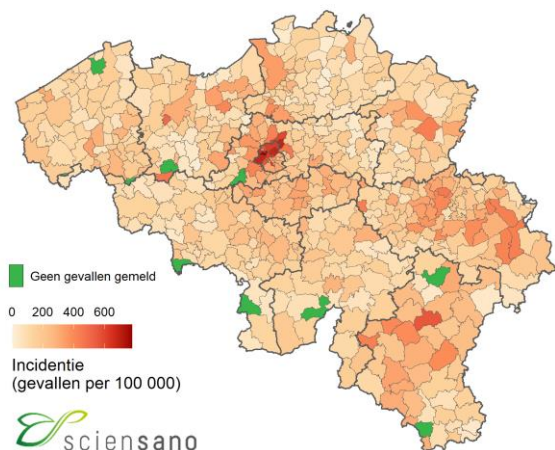 Geen gevallen gemeld
0 200 400 600
Incidentie
(gevallen per 100 000)
sciensano